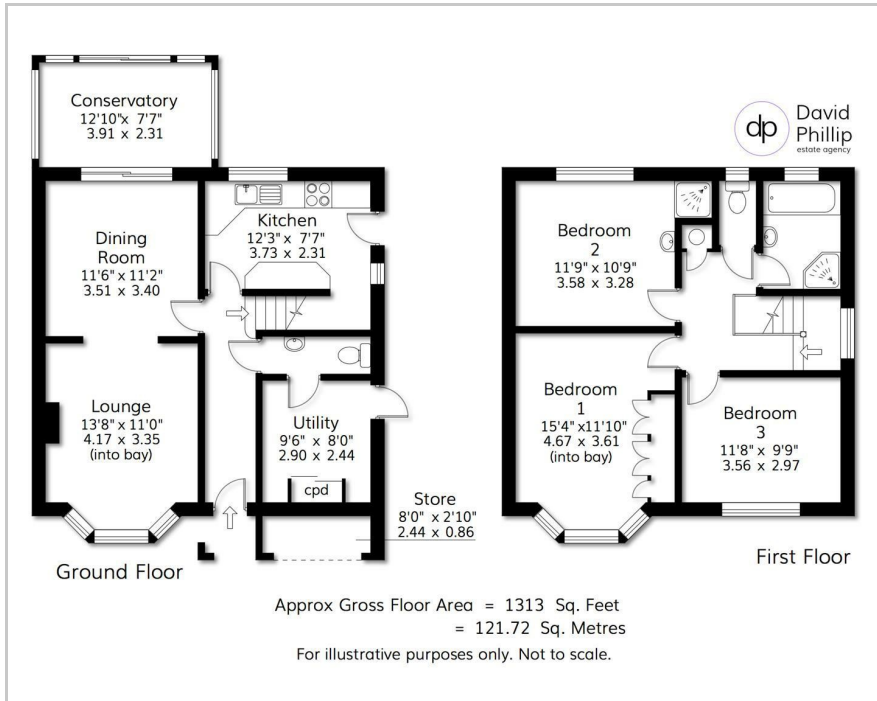 Conservatory
12'10"x 7'7"
3.91 x 2.31
Dining
Room
11'6" x 11'2"
3.51 x 3.40
Kitchen
12'3" x 7'7"
3.73 x 2.31
Lounge
13'8" x 11'0"
4.17 x 3.35
(into bay)
Utility
9'6" x 8'0"
2.90 x 2.44
cpd
Store
8'0" x 2'10"
2.44 x 0.86
Ground Floor
dp
David
Phillip
estate agency
Bedroom
2
11'9" x 10'9"
3.58 x 3.28
Bedroom
1
15'4" x11'10"
4.67 x 3.61
(into bay)
Bedroom
3
11'8" x 9'9"
3.56 x 2.97
First Floor
Approx Gross Floor Area = 1313 Sq. Feet
= 121.72 Sq. Metres
For illustrative purposes only. Not to scale.